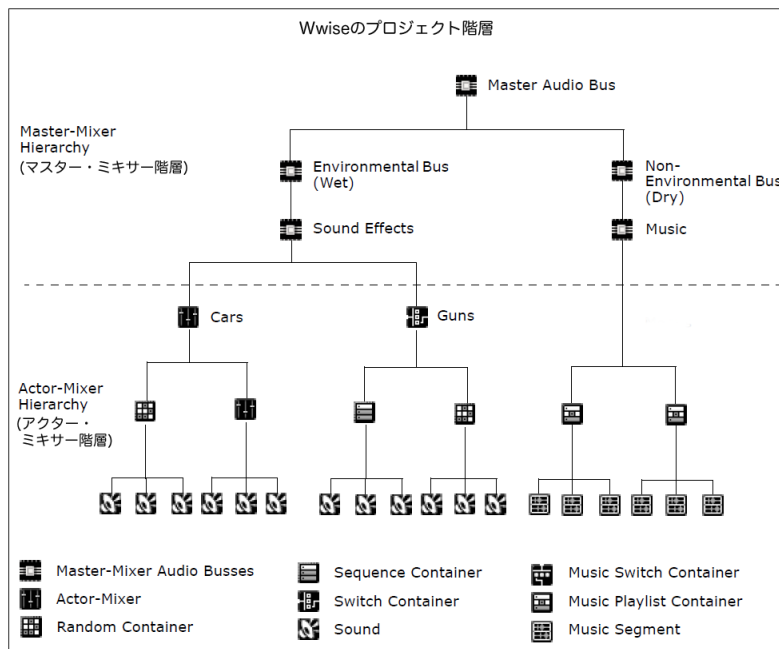 Wwiseのプロジェクト階層
Master Audio Bus
Master-Mixer
Hierarchy
(マスター・ミキサー階層)
Environmental Bus
(Wet)
Non-
Environmental Bus
(Dry)
Sound Effects
Music
Cars
Guns
Actor-Mixer
Hierarchy
(アクター・
ミキサー階層)
Master-Mixer Audio Busses
Sequence Container
Music Switch Container
Actor-Mixer
Switch Container
Music Playlist Container
Random Container
Sound
Music Segment